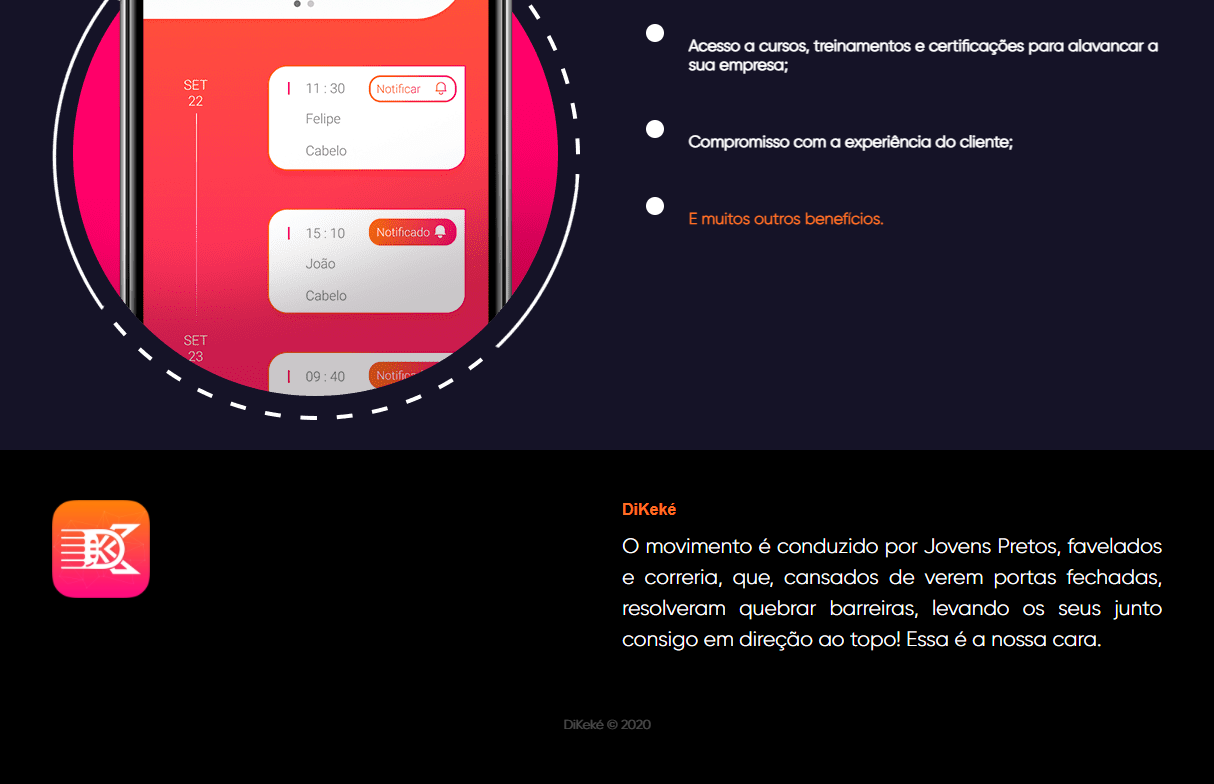 SET
22
11 : 30
Notificar
Felipe
Cabelo
15 : 10
Notificado
João
Cabelo
SET
23
09 : 40
Acesso a cursos, treinamentos e certificações para alavancar a
sua empresa;
Compromisso com a experiência do cliente;
E muitos outros benefícios.
DK
DiKeké
O movimento é conduzido por Jovens Pretos, favelados
e correria, que, cansados de verem portas fechadas,
resolveram quebrar barreiras, levando os seus junto
consigo em direção ao topo! Essa é a nossa cara.
DiKeké © 2020